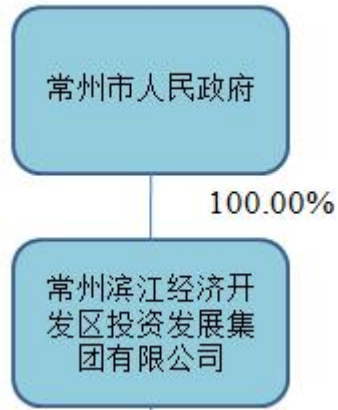 常州市人民政府
100.00%
常州滨江经济开
发区投资发展集
团有限公司